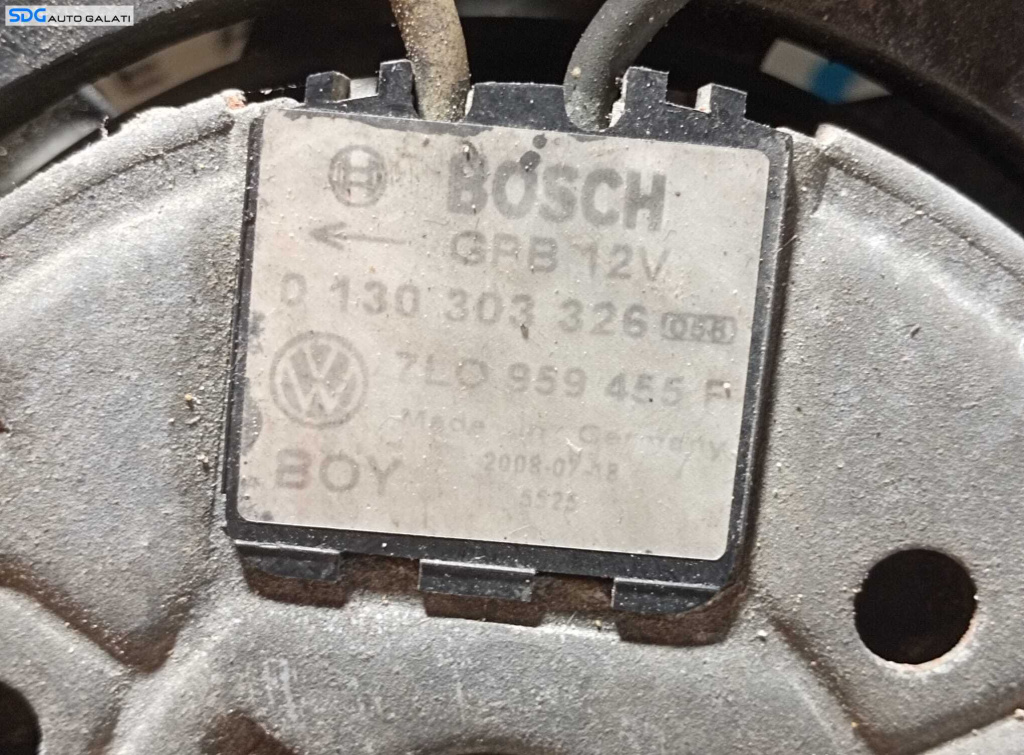 SDG AUTO GALATI
BOSCH
GPB 12V
0 130 303 326 058
7L0 959 455 F
Made in Germany
BOY 2008-07-18